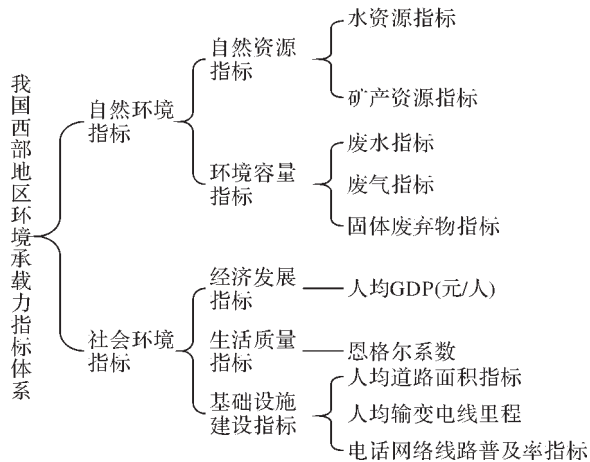 我国西部地区环境承载力指标体系
自然环境
指标
自然资源
指标
水资源指标
矿产资源指标
环境容量
指标
废水指标
废气指标
固体废弃物指标
社会环境
指标
经济发展
指标
人均GDP(元/人)
生活质量
指标
恩格尔系数
基础设施
建设指标
人均道路面积指标
人均输变电线里程
电话网络线路普及率指标